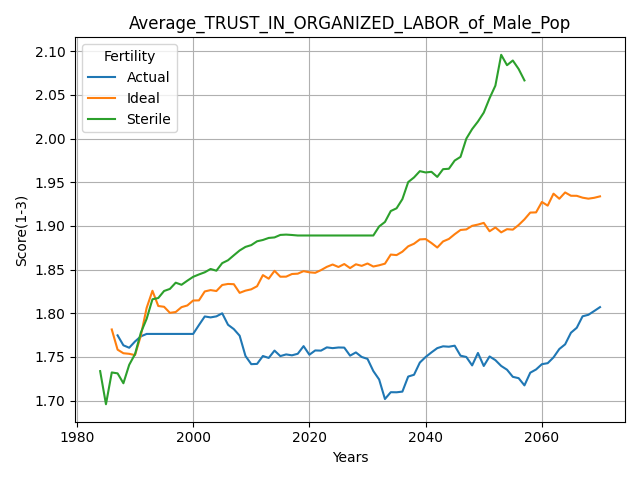 Average_TRUST_IN_ORGANIZED_LABOR_of_Male_Pop
Fertility
Actual
Ideal
Sterile
Score(1-3)
2.10
2.05
2.00
1.95
1.90
1.85
1.80
1.75
1.70
1980
2000
2020
2040
2060
Years